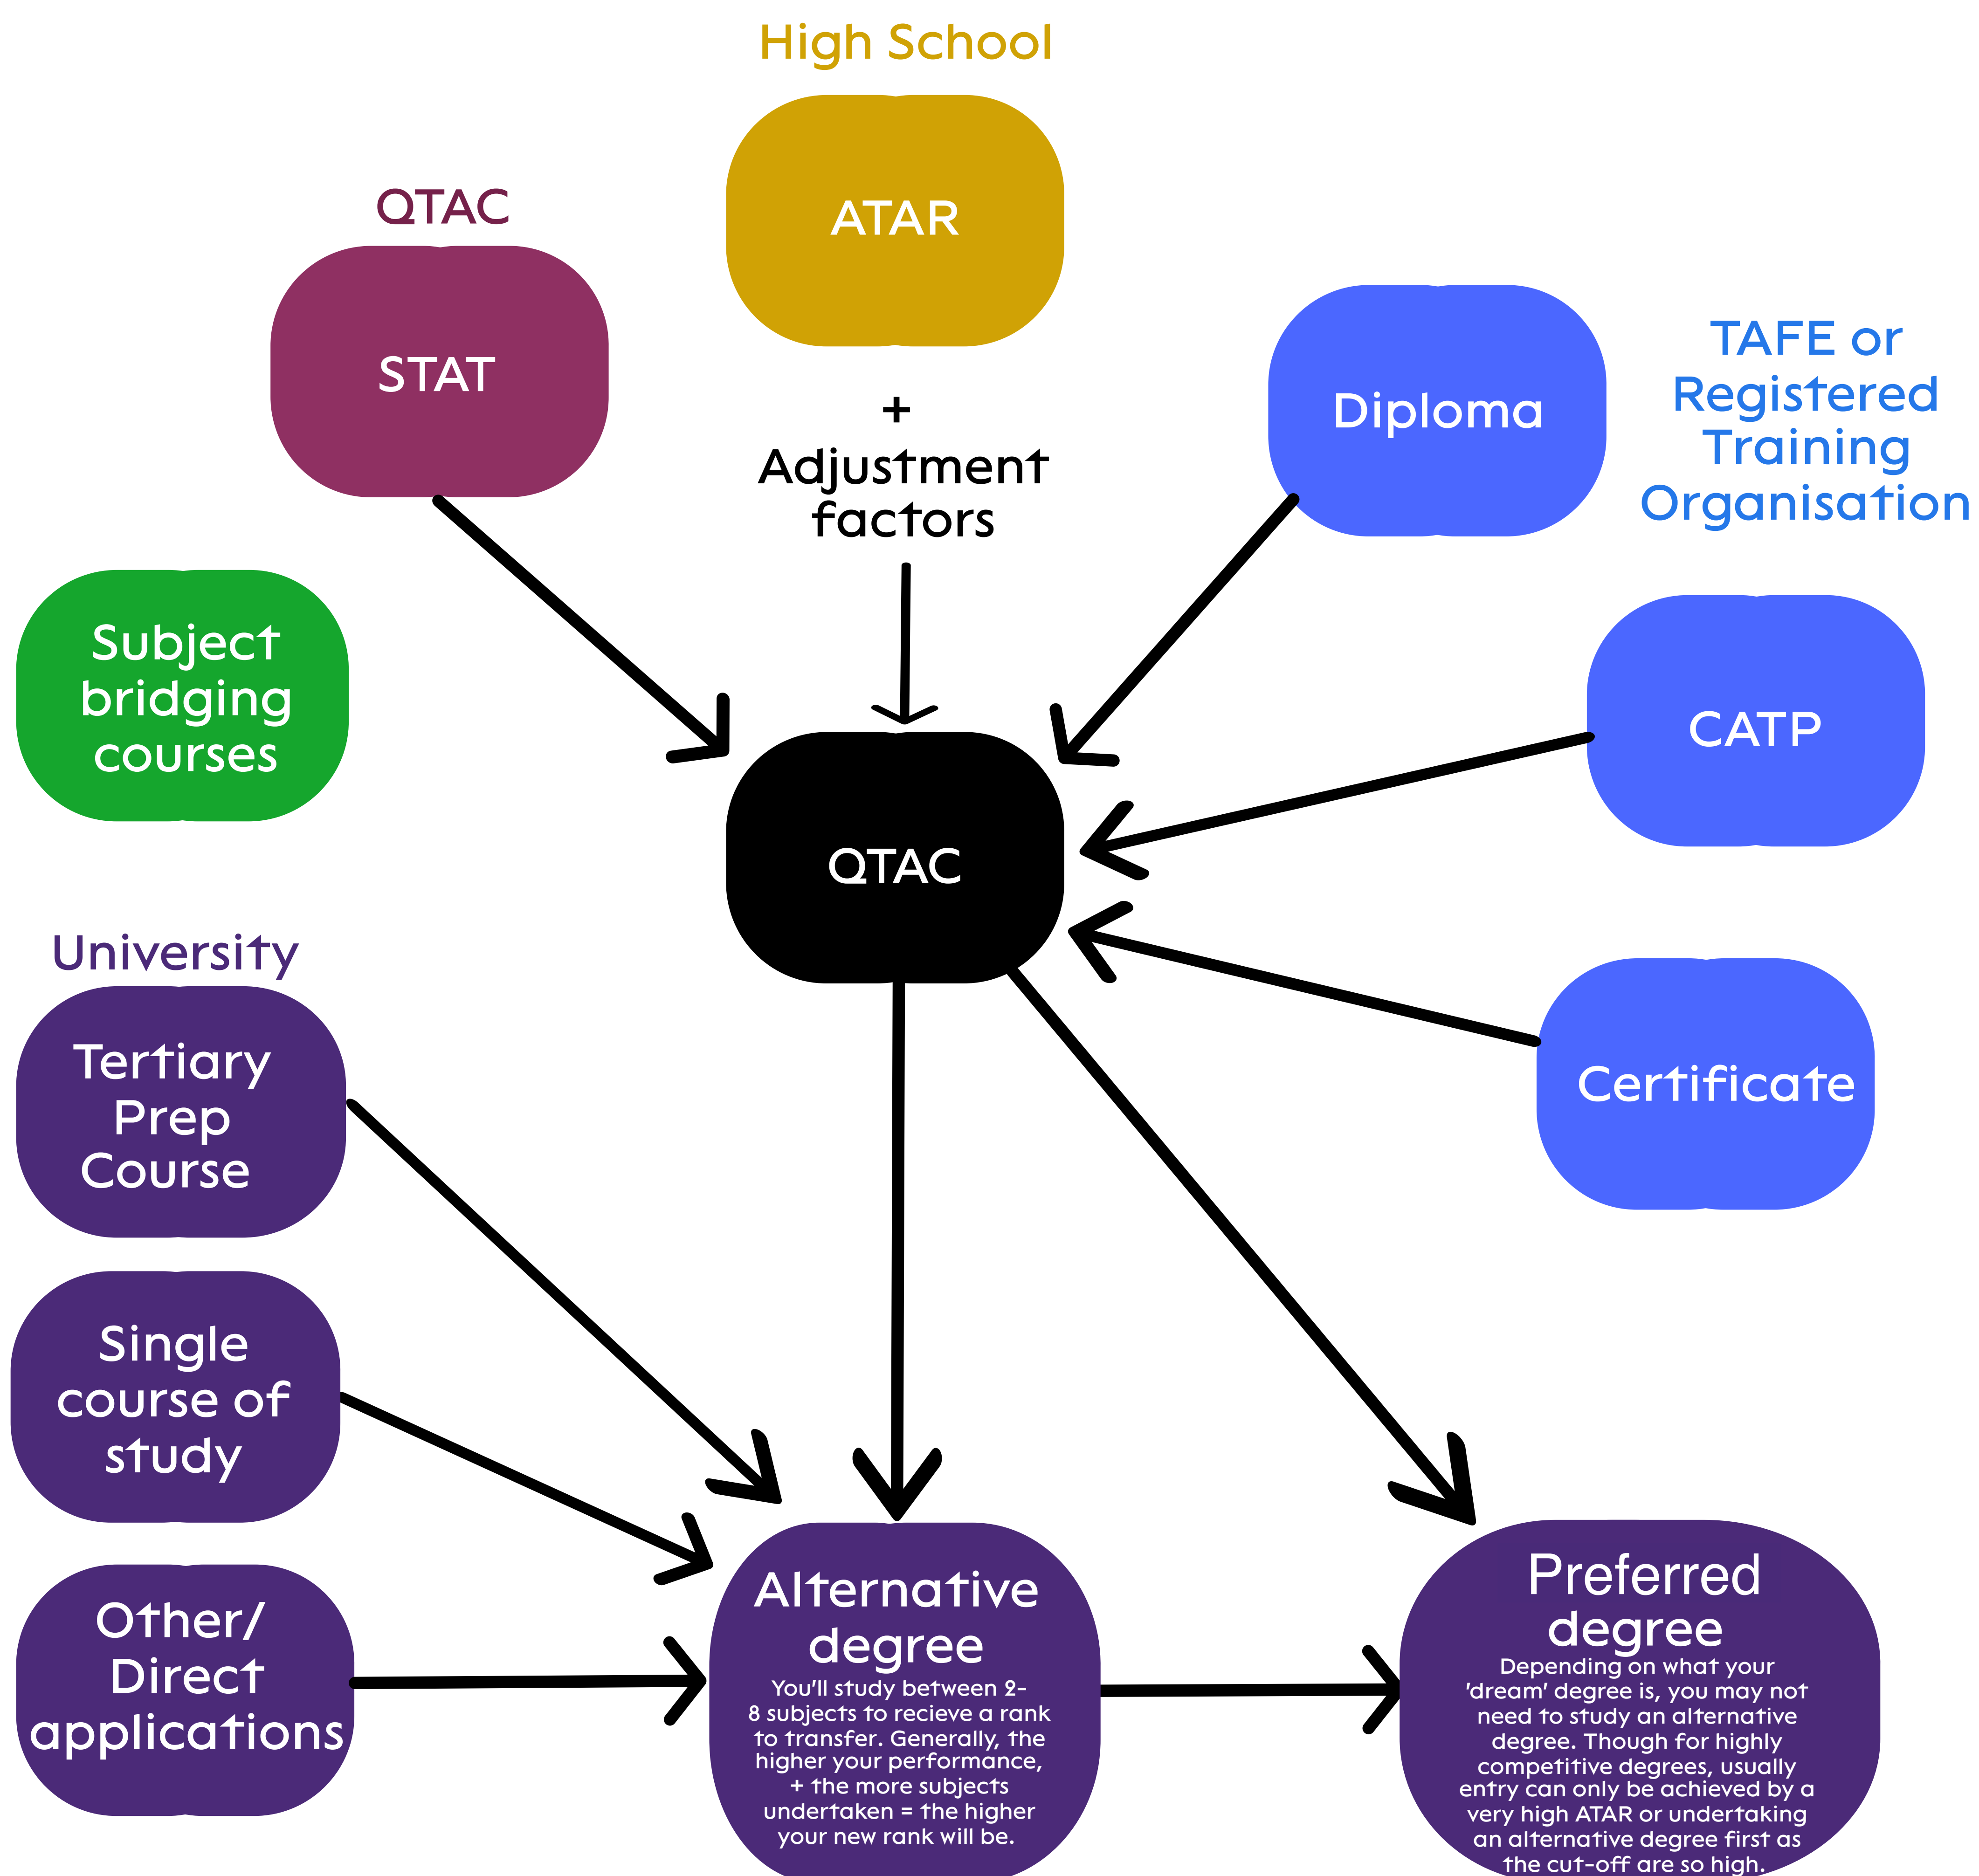 High School
ATAR
+
Adjustment
factors
QTAC
STAT
Diploma
TAFE or
Registered
Training
Organisation
Subject
bridging
courses
CATP
QTAC
Certificate
University
Tertiary
Prep
Course
Single
course of
study
Other/
Direct
applications
Alternative
degree
You'll study between 2-
8 subjects to recieve a rank
to transfer. Generally, the
higher your performance,
+ the more subjects
undertaken = the higher
your new rank will be.
Preferred
degree
Depending on what your
'dream' degree is, you may not
need to study an alternative
degree. Though for highly
competitive degrees, usually
entry can only be achieved by a
very high ATAR or undertaking
an alternative degree first as
the cut-off are so high.